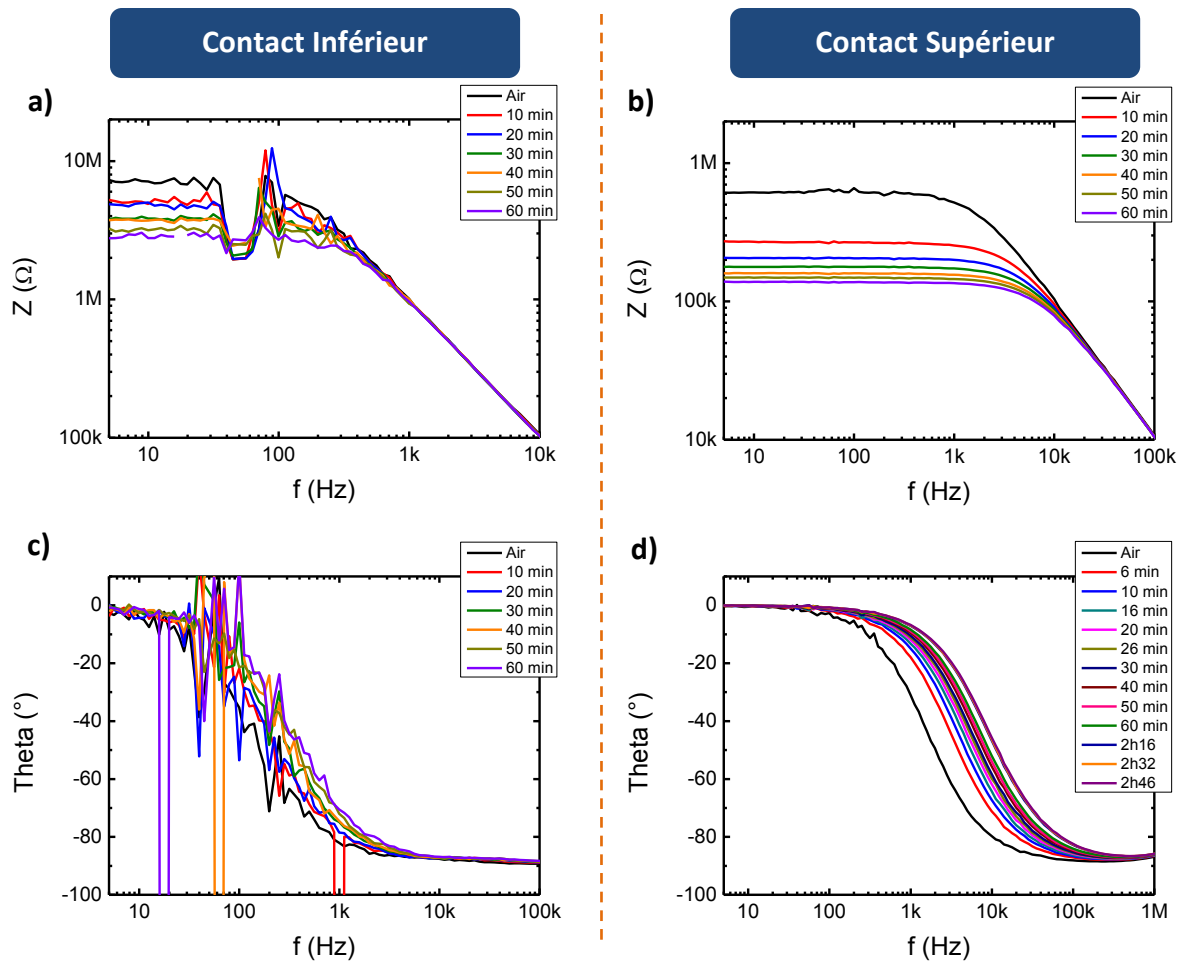 Contact Inférieur
Contact Supérieur
a)
Air
10 min
20 min
30 min
40 min
50 min
60 min
10M
1M
100k
Z (Ω)
10
100
1k
10k
f (Hz)
b)
Air
10 min
20 min
30 min
40 min
50 min
60 min
1M
100k
10k
Z (Ω)
10
100
1k
10k
100k
f (Hz)
c)
Air
10 min
20 min
30 min
40 min
50 min
60 min
0
-20
-40
-60
-80
-100
Theta (°)
10
100
1k
10k
100k
f (Hz)
d)
Air
6 min
10 min
16 min
20 min
26 min
30 min
40 min
50 min
60 min
2h16
2h32
2h46
0
-20
-40
-60
-80
-100
Theta (°)
10
100
1k
10k
100k
1M
f (Hz)